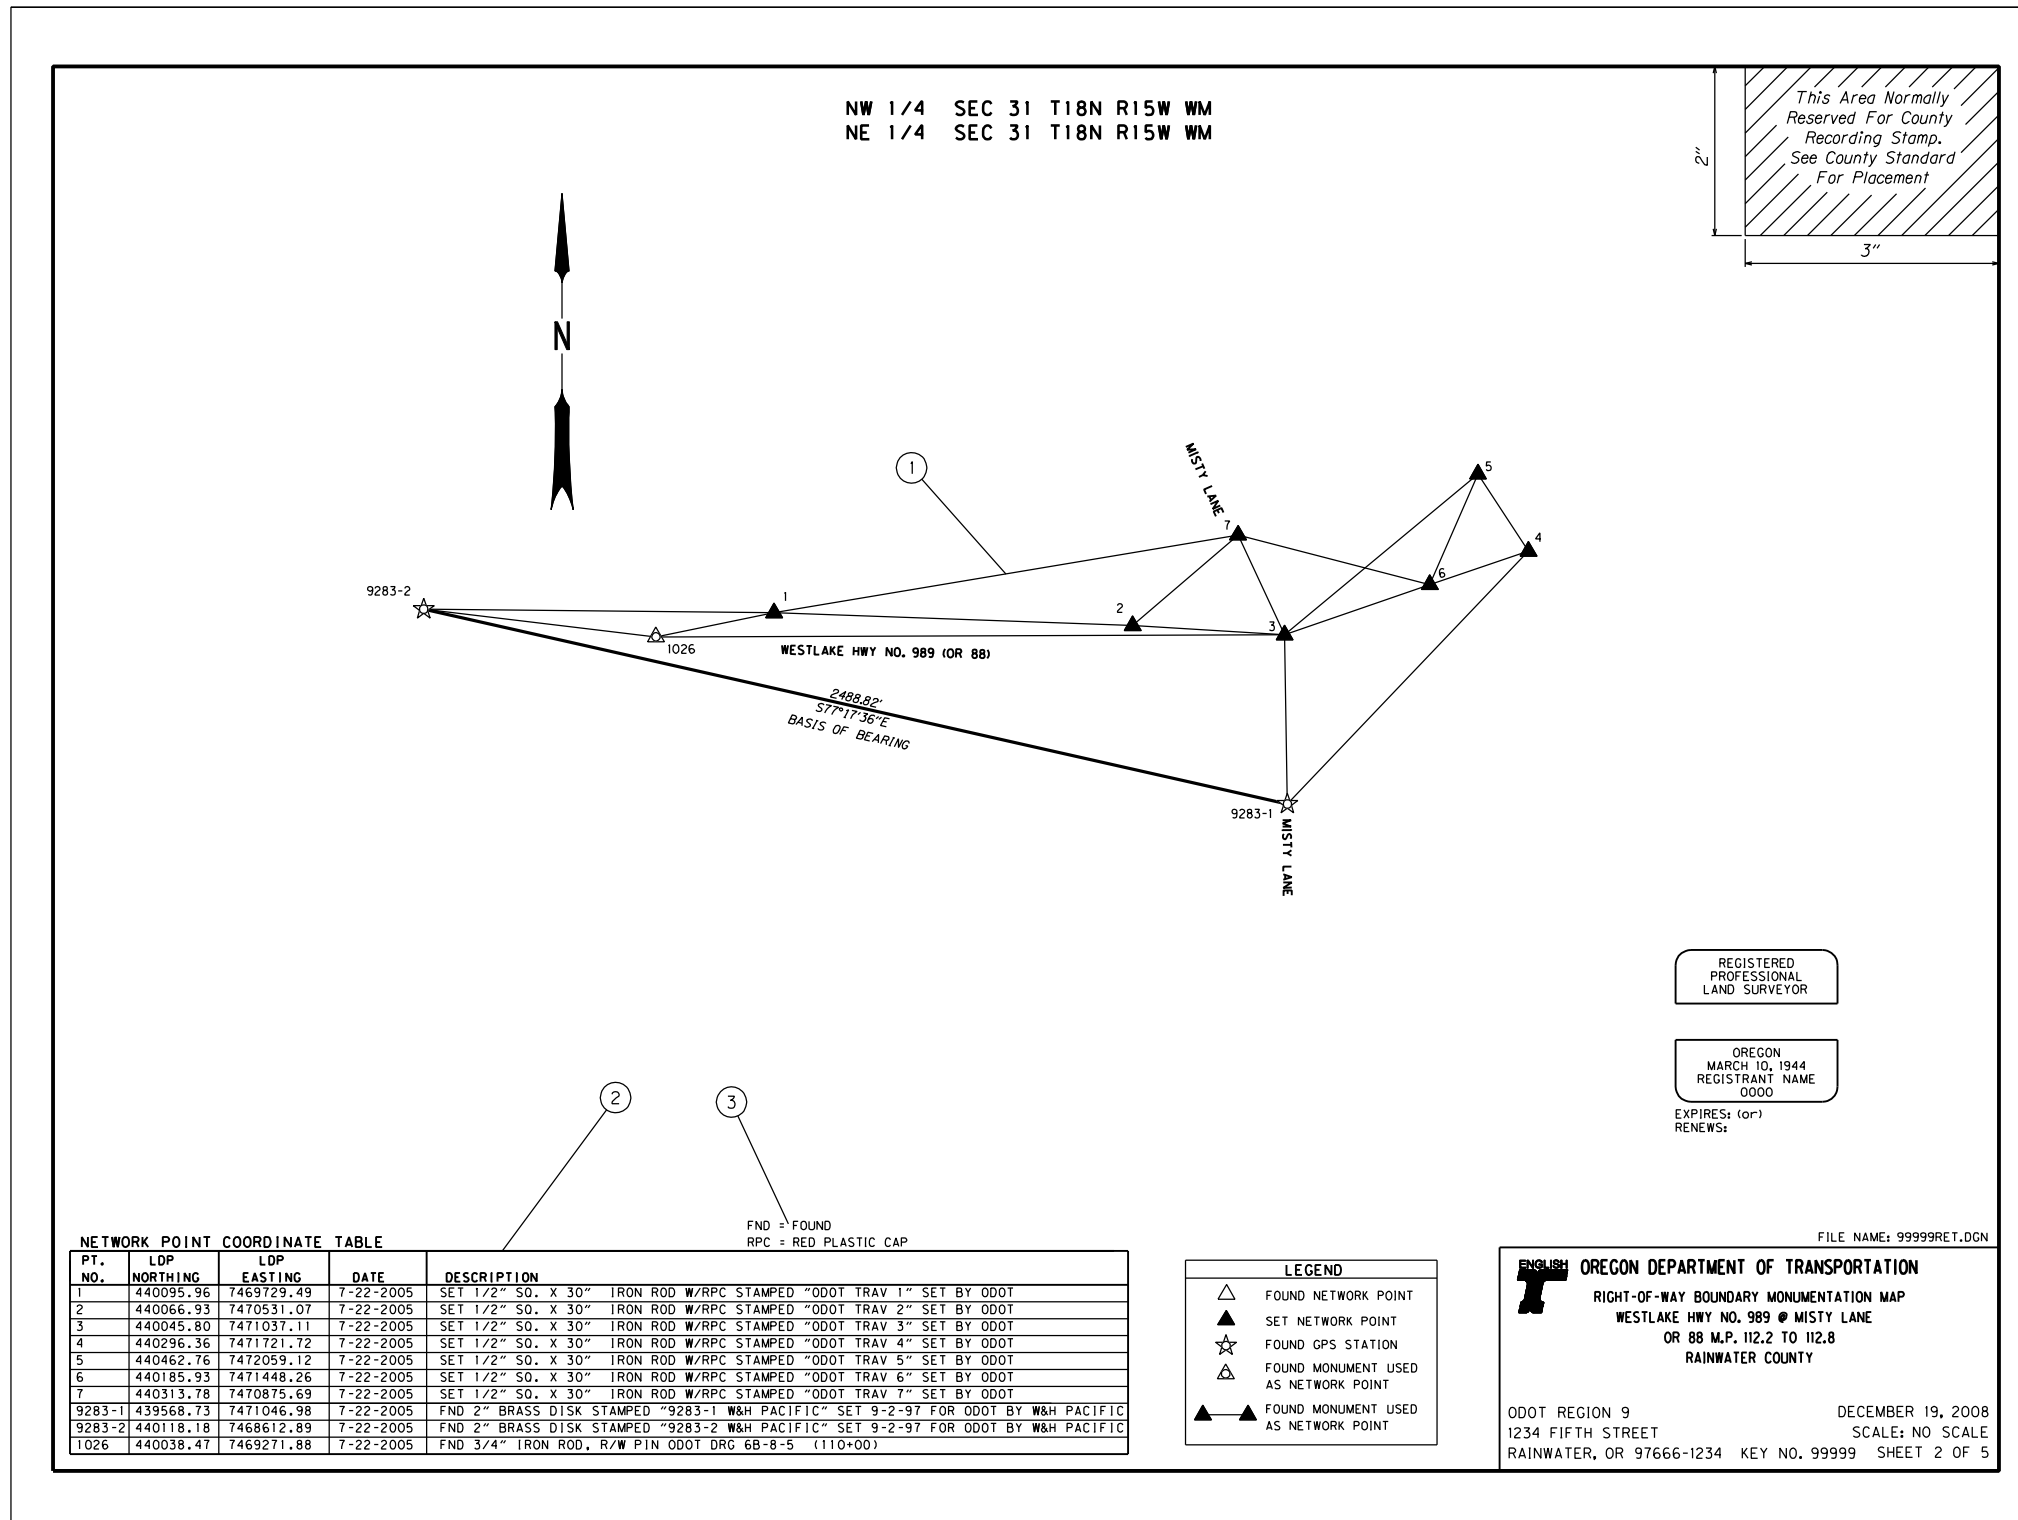 NW 1/4 SEC 31 T18N R15W WM
NE 1/4 SEC 31 T18N R15W WM
This Area Normally
Reserved For County
Recording Stamp.
See County Standard
For Placement
2"
3"
N
1
MISTY LANE
5
7
4
6
9283-2
1
2
3
1026
WESTLAKE HWY NO. 989 (OR 88)
2488.82'
S77°17'36"E
BASIS OF BEARING
9283-1
MISTY LANE
REGISTERED
PROFESSIONAL
LAND SURVEYOR
OREGON
MARCH 10, 1944
REGISTRANT NAME
0000
EXPIRES: (or)
RENEWS:
2
3
FND = FOUND
RPC = RED PLASTIC CAP
NETWORK POINT COORDINATE TABLE
PT. NO. LDP NORTHING LDP EASTING DATE DESCRIPTION
1 440095.96 7469729.49 7-22-2005 SET 1/2" SQ. X 30" IRON ROD W/RPC STAMPED "ODOT TRAV 1" SET BY ODOT
2 440066.93 7470531.07 7-22-2005 SET 1/2" SQ. X 30" IRON ROD W/RPC STAMPED "ODOT TRAV 2" SET BY ODOT
3 440045.80 7471037.11 7-22-2005 SET 1/2" SQ. X 30" IRON ROD W/RPC STAMPED "ODOT TRAV 3" SET BY ODOT
4 440296.36 7471721.72 7-22-2005 SET 1/2" SQ. X 30" IRON ROD W/RPC STAMPED "ODOT TRAV 4" SET BY ODOT
5 440462.76 7472059.12 7-22-2005 SET 1/2" SQ. X 30" IRON ROD W/RPC STAMPED "ODOT TRAV 5" SET BY ODOT
6 440185.93 7471448.26 7-22-2005 SET 1/2" SQ. X 30" IRON ROD W/RPC STAMPED "ODOT TRAV 6" SET BY ODOT
7 440313.78 7470875.69 7-22-2005 SET 1/2" SQ. X 30" IRON ROD W/RPC STAMPED "ODOT TRAV 7" SET BY ODOT
9283-1 439568.73 7471046.98 7-22-2005 FND 2" BRASS DISK STAMPED "9283-1 W&H PACIFIC" SET 9-2-97 FOR ODOT BY W&H PACIFIC
9283-2 440118.18 7468612.89 7-22-2005 FND 2" BRASS DISK STAMPED "9283-2 W&H PACIFIC" SET 9-2-97 FOR ODOT BY W&H PACIFIC
1026 440038.47 7469271.88 7-22-2005 FND 3/4" IRON ROD, R/W PIN ODOT DRG 6B-8-5 (110+00)
LEGEND
FOUND NETWORK POINT
SET NETWORK POINT
FOUND GPS STATION
FOUND MONUMENT USED
AS NETWORK POINT
FOUND MONUMENT USED
AS NETWORK POINT
FILE NAME: 99999RET.DGN
ENGLISH OREGON DEPARTMENT OF TRANSPORTATION
RIGHT-OF-WAY BOUNDARY MONUMENTATION MAP
WESTLAKE HWY NO. 989 @ MISTY LANE
OR 88 M.P. 112.2 TO 112.8
RAINWATER COUNTY
ODOT REGION 9 DECEMBER 19, 2008
1234 FIFTH STREET SCALE: NO SCALE
RAINWATER, OR 97666-1234 KEY NO. 99999 SHEET 2 OF 5